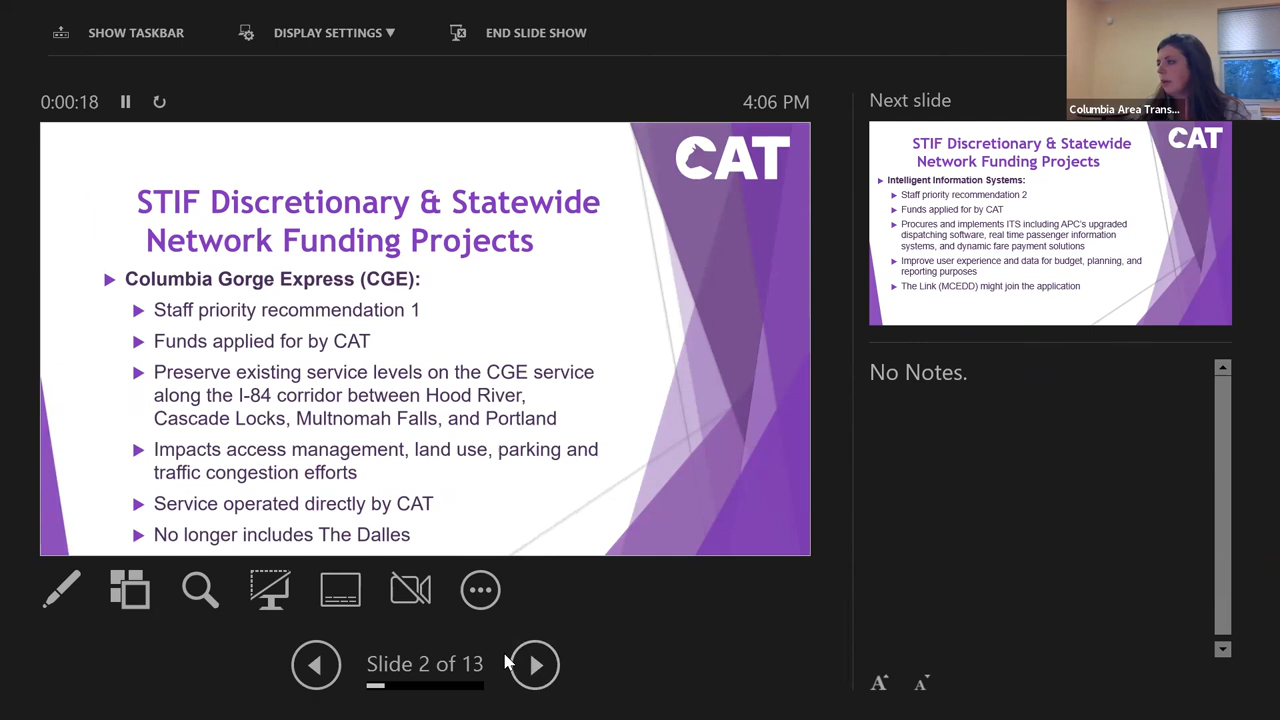 SHOW TASKBAR
DISPLAY SETTINGS ▼
END SLIDE SHOW
Columbia Area Trans...
0:00:18
4:06 PM
CAT
STIF Discretionary & Statewide
Network Funding Projects
Columbia Gorge Express (CGE):
Staff priority recommendation 1
Funds applied for by CAT
Preserve existing service levels on the CGE service
along the I-84 corridor between Hood River,
Cascade Locks, Multnomah Falls, and Portland
Impacts access management, land use, parking and
traffic congestion efforts
Service operated directly by CAT
No longer includes The Dalles
Slide 2 of 13
Next slide
CAT
STIF Discretionary & Statewide
Network Funding Projects
Intelligent Information Systems:
Staff priority recommendation 2
Funds applied for by CAT
Procures and implements ITS including APC's upgraded
dispatching software, real time passenger information
systems, and dynamic fare payment solutions
Improve user experience and data for budget, planning, and
reporting purposes
The Link (MCEDD) might join the application
No Notes.
A A